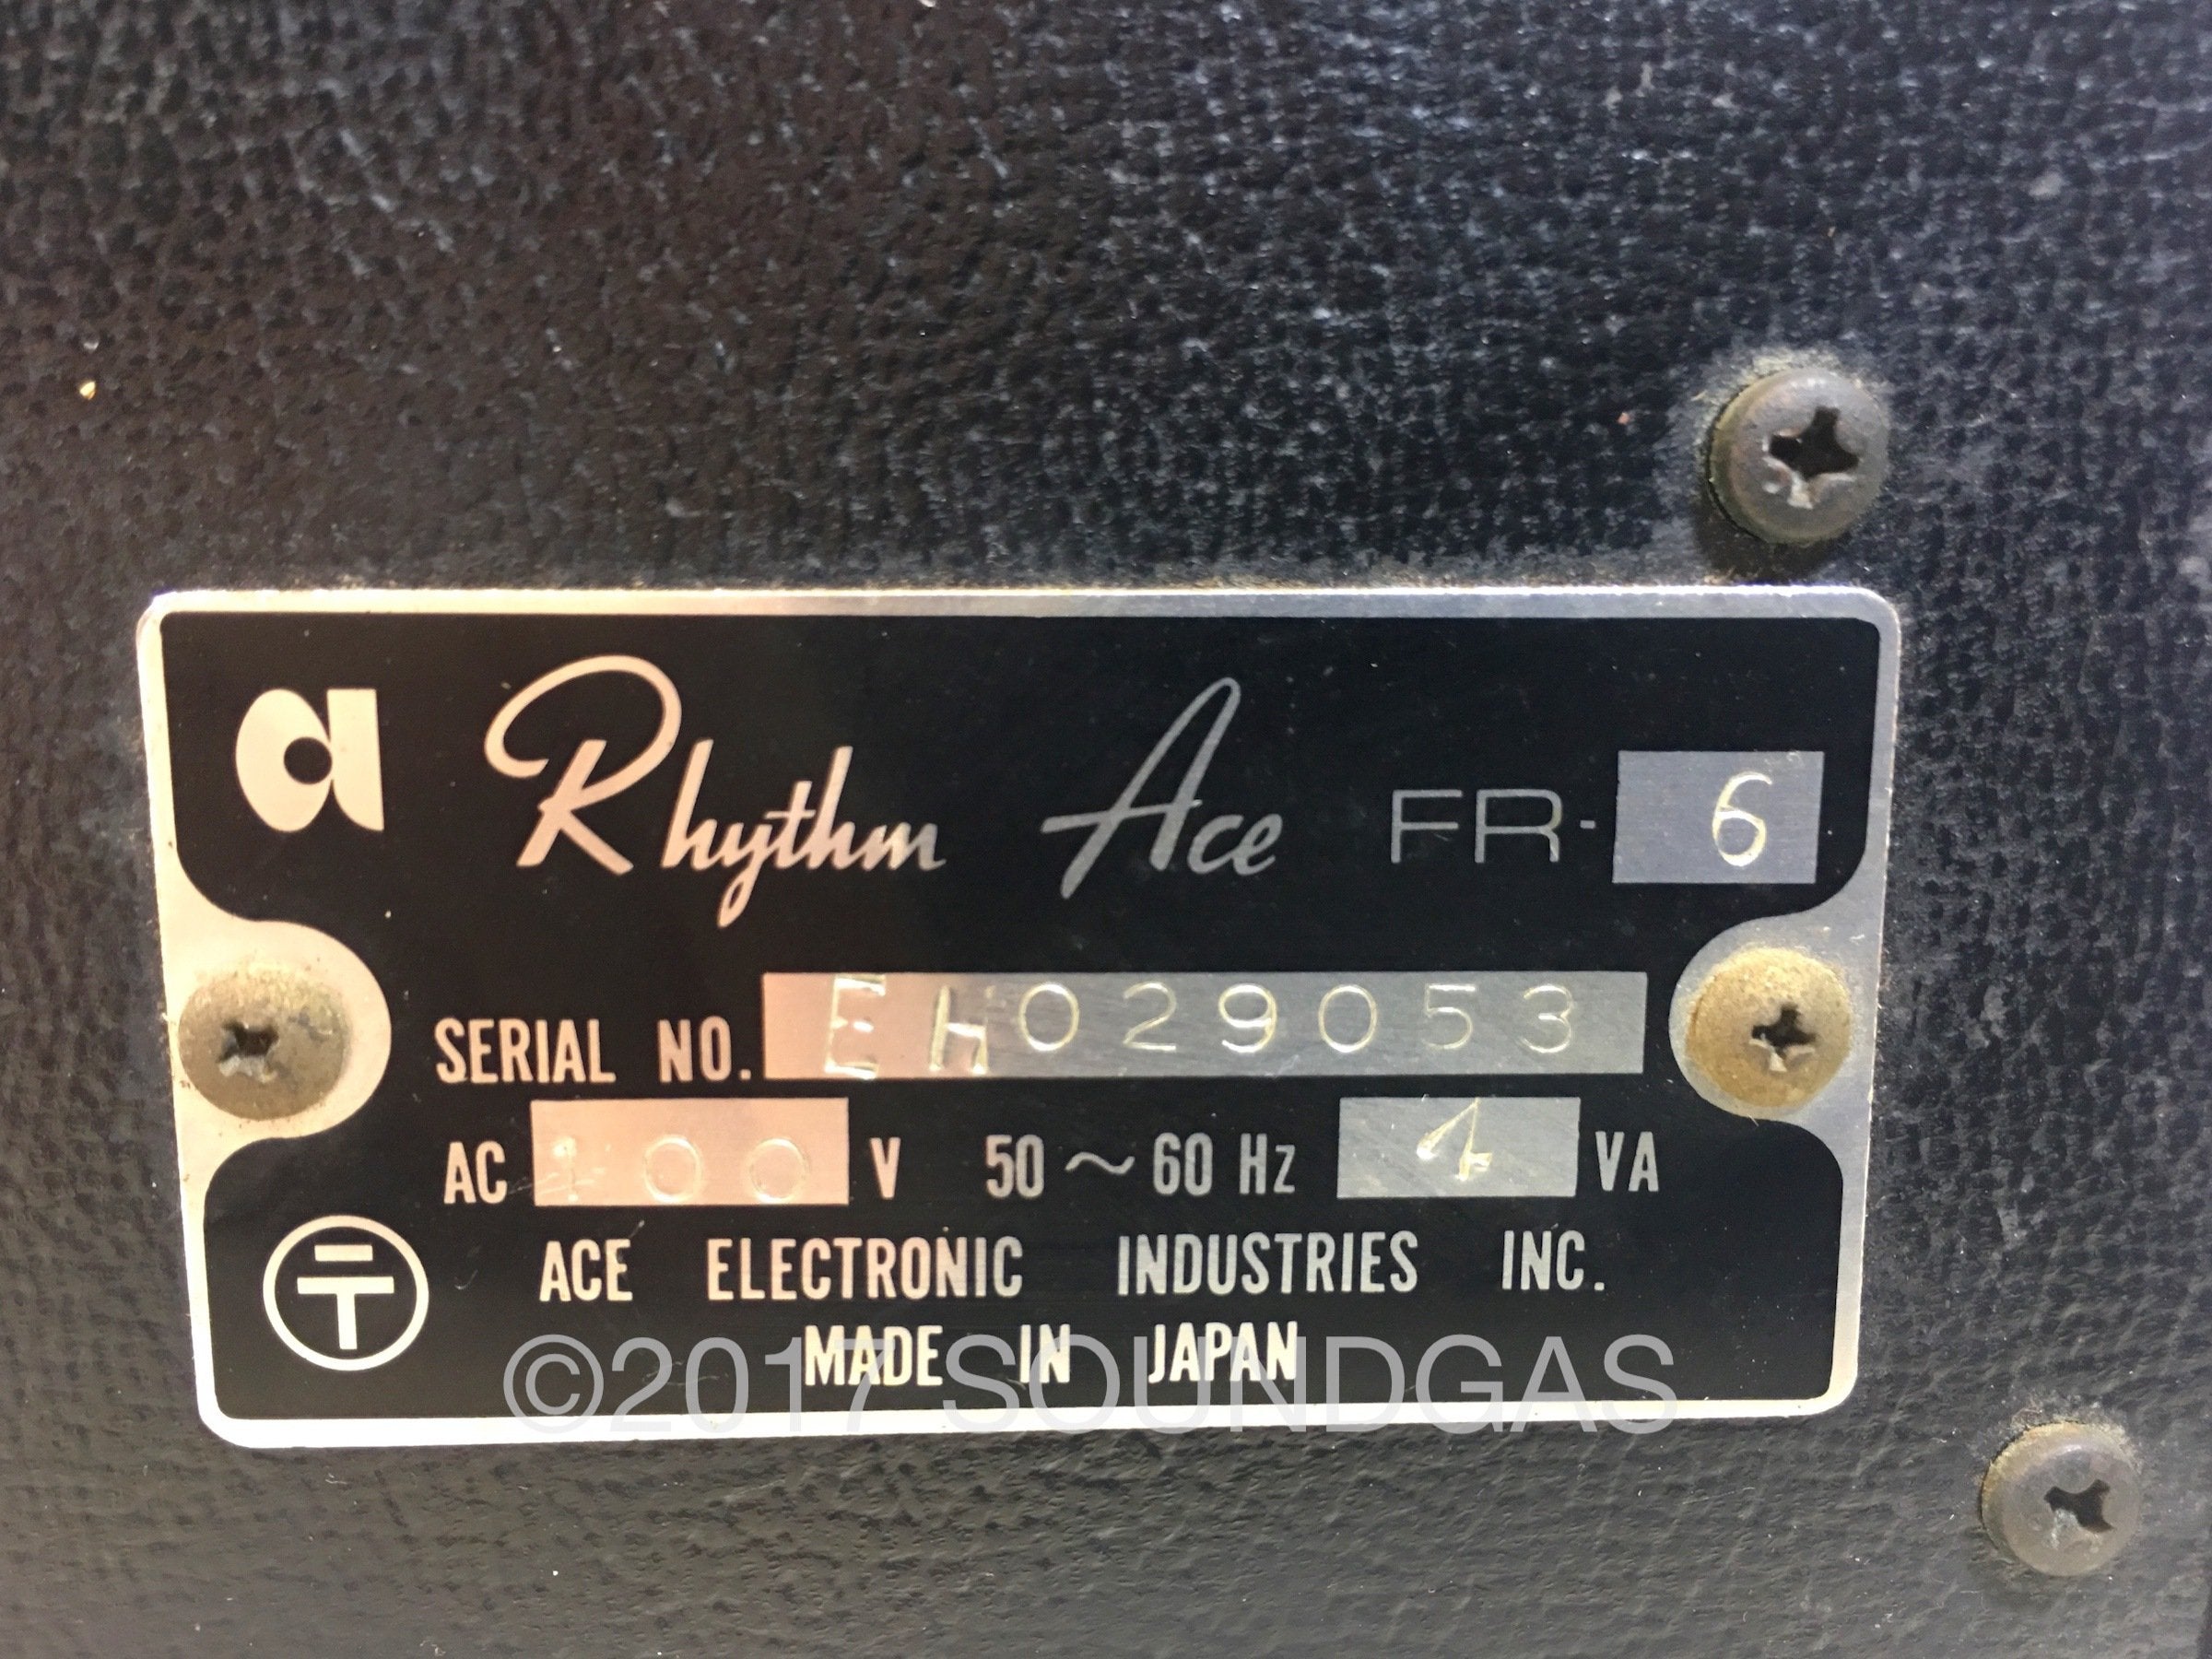 a Rhythm Ace FR-6
SERIAL NO. EH029053
AC 100 V 50~60 Hz 4 VA
ACE ELECTRONIC INDUSTRIES INC.
MADE IN JAPAN
©2017 SOUNDGAS